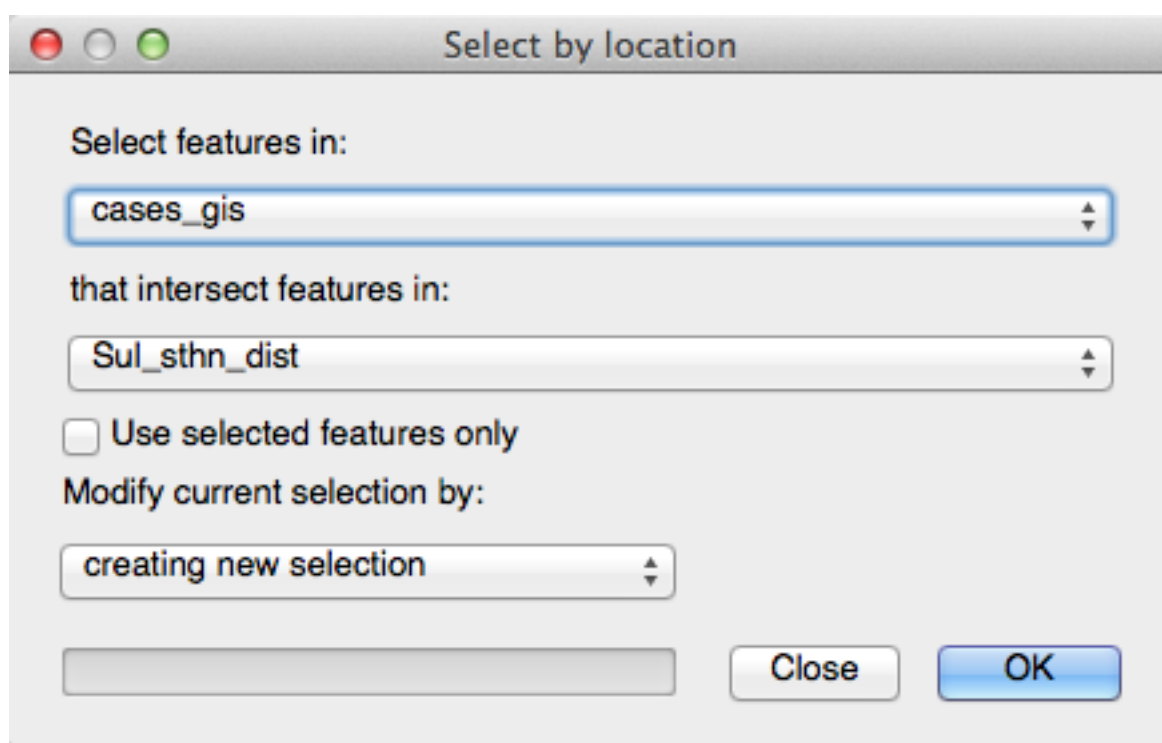 Select by location
Select features in:
cases_gis
that intersect features in:
Sul_sthn_dist
Use selected features only
Modify current selection by:
creating new selection
Close OK